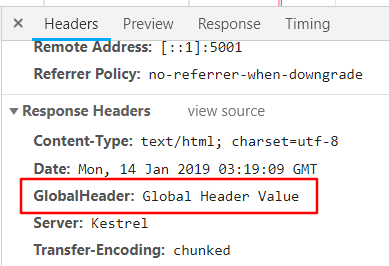 Headers Preview Response Timing
Remote Address: [::1]:5001
Referrer Policy: no-referrer-when-downgrade
Response Headers view source
Content-Type: text/html; charset=utf-8
Date: Mon, 14 Jan 2019 03:19:09 GMT
GlobalHeader: Global Header Value
Server: Kestrel
Transfer-Encoding: chunked